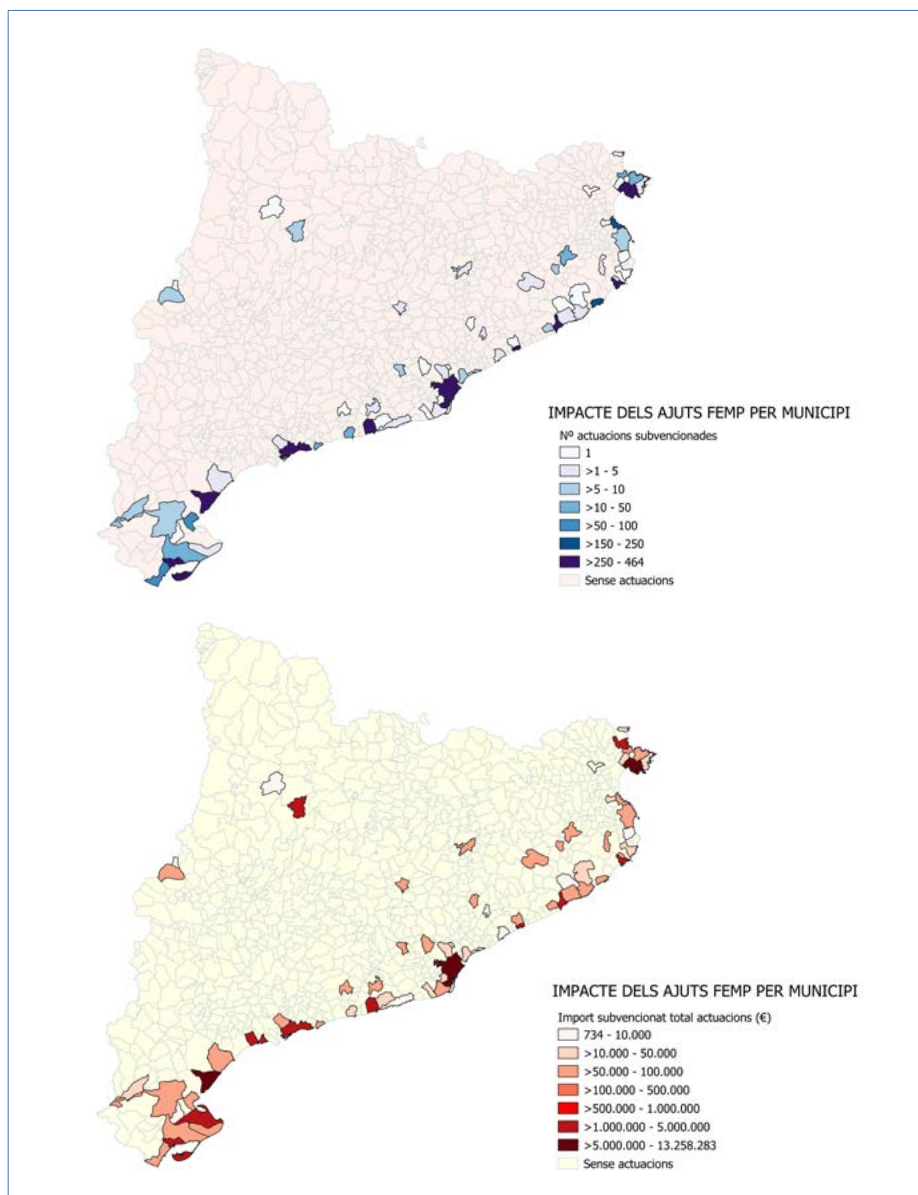 IMPACTE DELS AJUTS FEMP PER MUNICIPI
Nº actuacions subvencionades
1
>1 - 5
>5 - 10
>10 - 50
>50 - 100
>150 - 250
>250 - 464
Sense actuacions
IMPACTE DELS AJUTS FEMP PER MUNICIPI
Import subvencionat total actuacions (€)
734 - 10.000
>10.000 - 50.000
>50.000 - 100.000
>100.000 - 500.000
>500.000 - 1.000.000
>1.000.000 - 5.000.000
>5.000.000 - 13.258.283
Sense actuacions